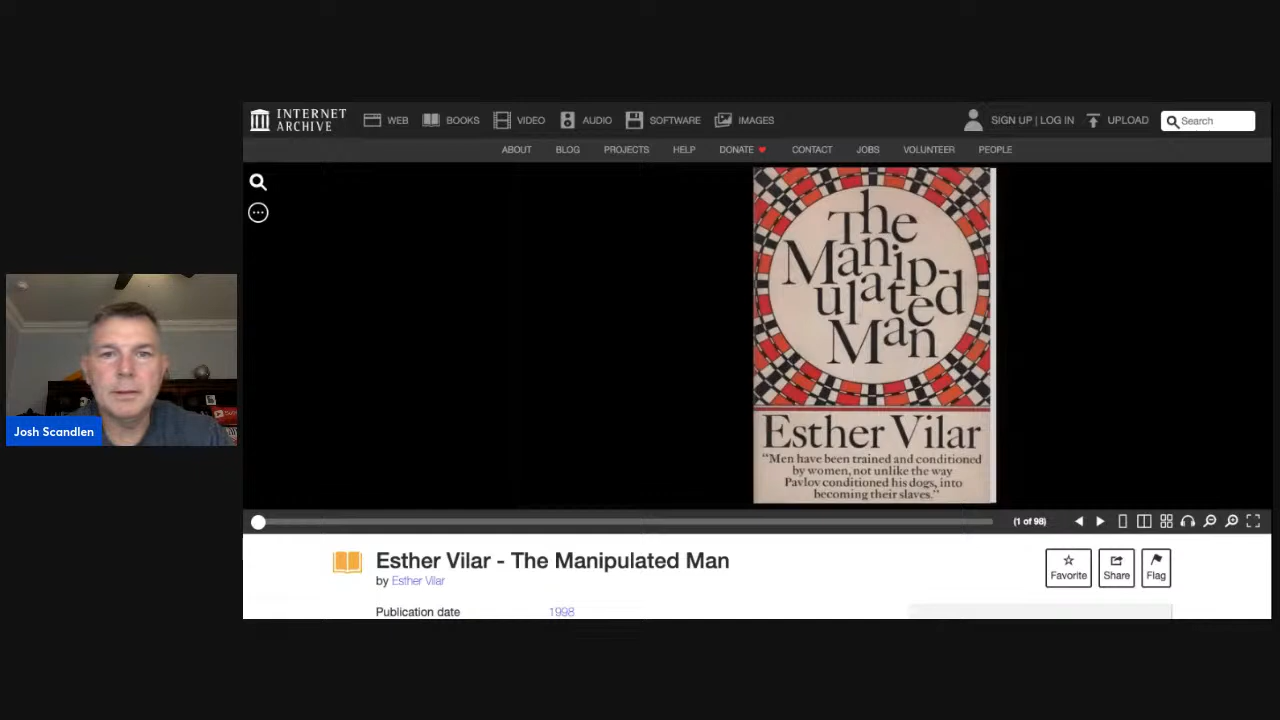 INTERNET
ARCHIVE
WEB
BOOKS
VIDEO
AUDIO
SOFTWARE
IMAGES
SIGN UP | LOG IN
UPLOAD
Search
ABOUT
BLOG
PROJECTS
HELP
DONATE
CONTACT
JOBS
VOLUNTEER
PEOPLE
The
Manip-
ulated
Man
Esther Vilar
“Men have been trained and conditioned
by women, not unlike the way
Pavlov conditioned his dogs, into
becoming their slaves.”
Josh Scandlen
(1 of 98)
Esther Vilar - The Manipulated Man
by Esther Vilar
Favorite
Share
Flag
Publication date
1998